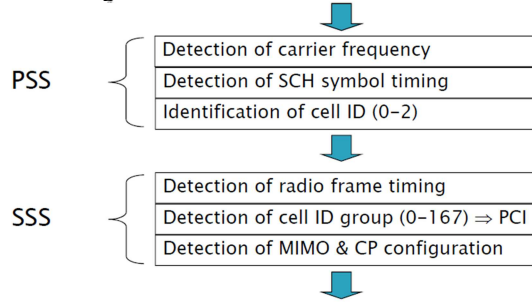 PSS
Detection of carrier frequency
Detection of SCH symbol timing
Identification of cell ID (0-2)
SSS
Detection of radio frame timing
Detection of cell ID group (0-167) ⇒ PCI
Detection of MIMO & CP configuration